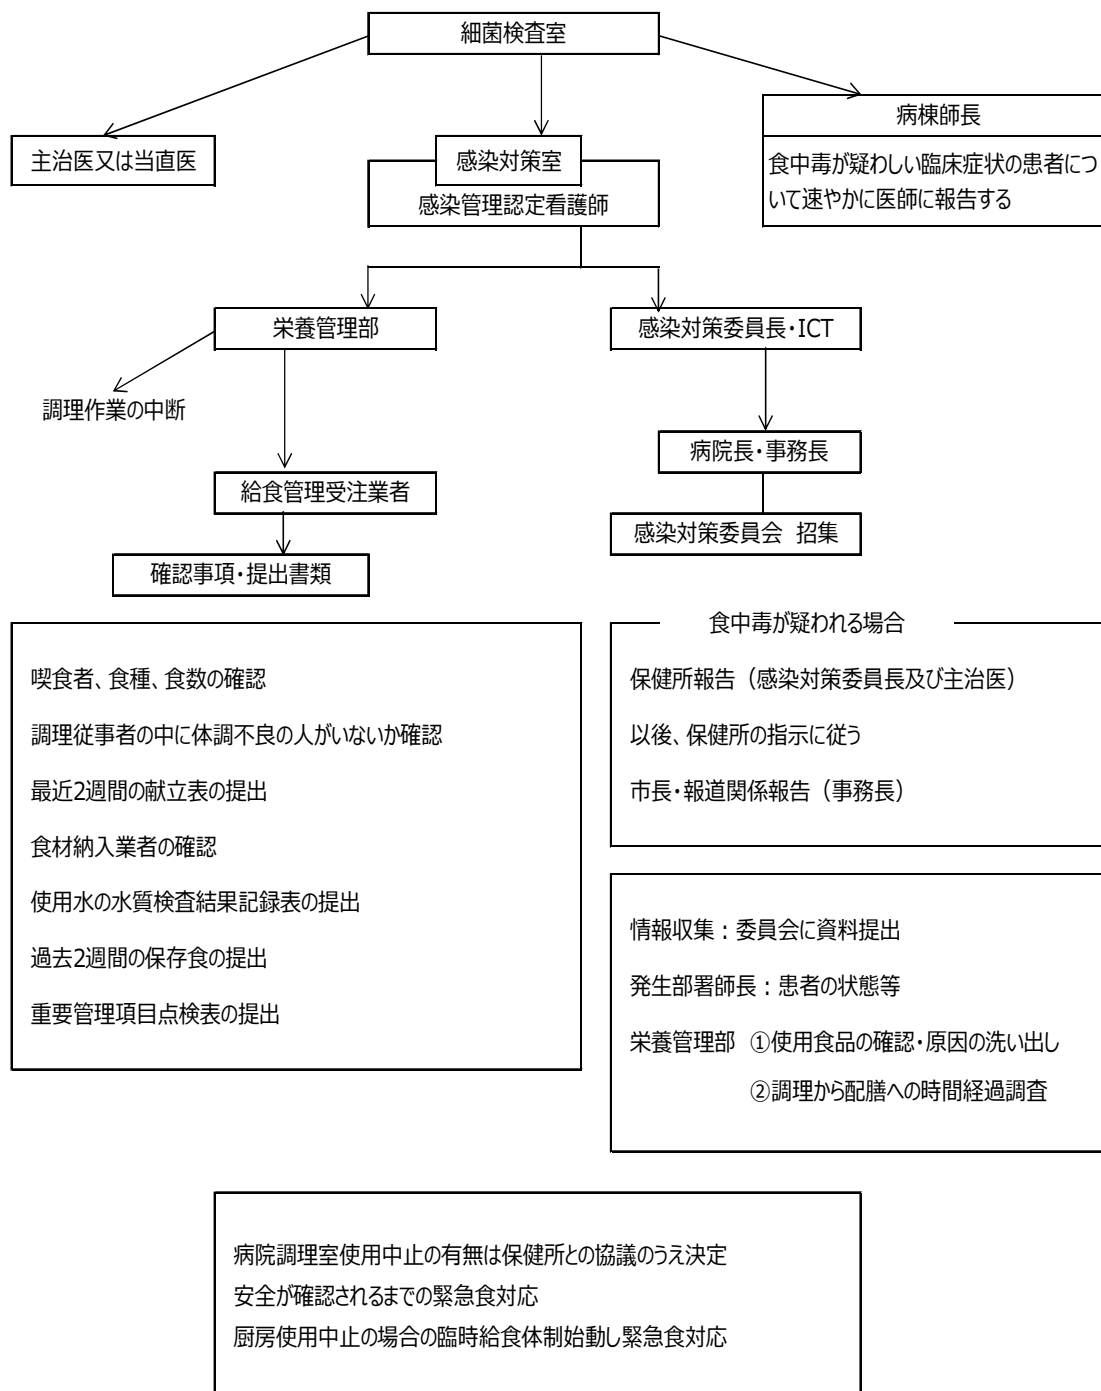 細菌検査室
主治医又は当直医
感染対策室
感染管理認定看護師
病棟師長
食中毒が疑わしい臨床症状の患者につ
いて速やかに医師に報告する
栄養管理部
感染対策委員長・ICT
調理作業の中断
病院長・事務長
給食管理受注業者
感染対策委員会 招集
確認事項・提出書類
喫食者、食種、食数の確認
調理従事者の中に体調不良の人がいないか確認
最近2週間の献立表の提出
食材納入業者の確認
使用水の水質検査結果記録表の提出
過去2週間の保存食の提出
重要管理項目点検表の提出
食中毒が疑われる場合
保健所報告（感染対策委員長及び主治医）
以後、保健所の指示に従う
市長・報道関係報告（事務長）
情報収集：委員会に資料提出
発生部署師長：患者の状態等
栄養管理部 ①使用食品の確認・原因の洗い出し
②調理から配膳への時間経過調査
病院調理室使用中止の有無は保健所との協議のうえ決定
安全が確認されるまでの緊急食対応
厨房使用中止の場合の臨時給食体制始動し緊急食対応